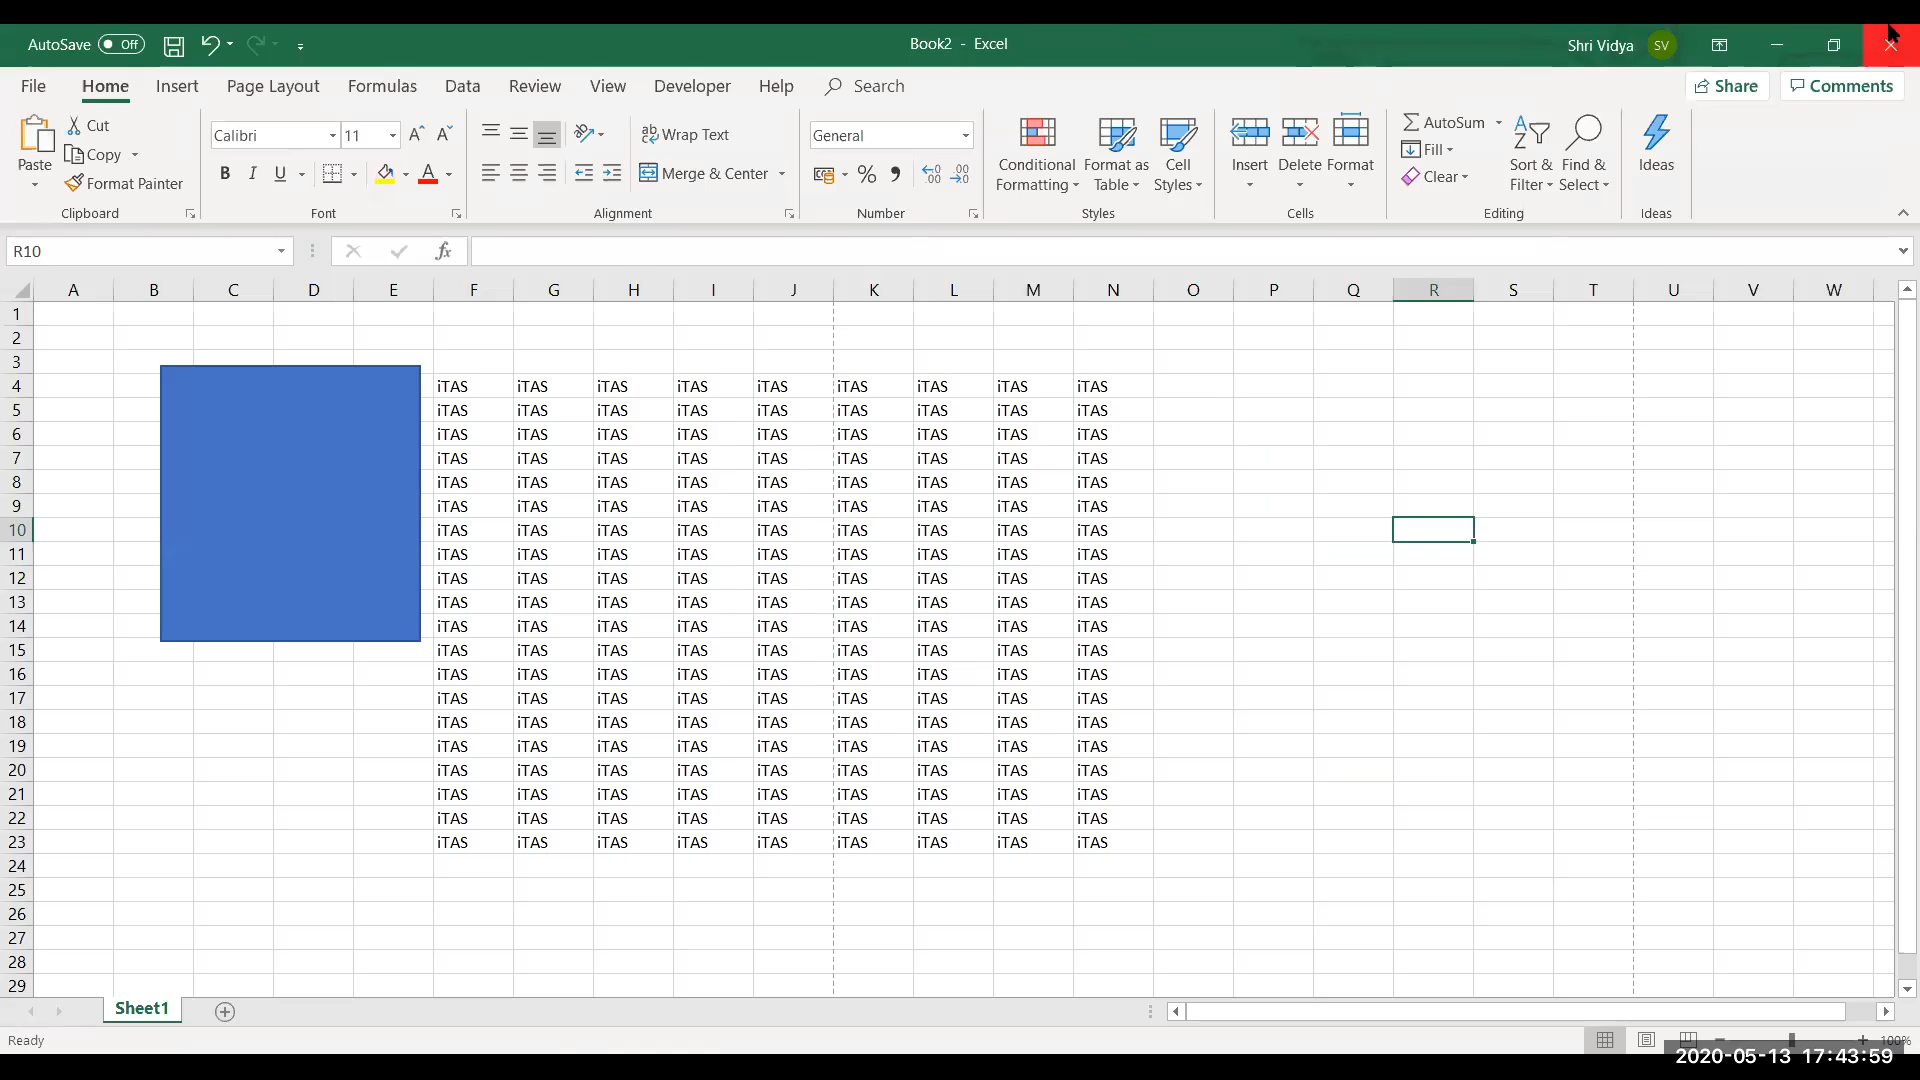 AutoSave Off Book2 - Excel Shri Vidya SV
File Home Insert Page Layout Formulas Data Review View Developer Help Search Share Comments
Paste Cut Copy Format Painter Clipboard
Calibri 11 A A B I U A Font
ab Wrap Text Merge & Center Alignment
General % , Number
Conditional Formatting Format as Table Cell Styles Styles
Insert Delete Format Cells
AutoSum Fill Clear Sort & Filter Find & Select Editing
Ideas Ideas
R10 fx
A B C D E F G H I J K L M N O P Q R S T U V W
1
2
3
4 iTAS iTAS iTAS iTAS iTAS iTAS iTAS iTAS iTAS
5 iTAS iTAS iTAS iTAS iTAS iTAS iTAS iTAS iTAS
6 iTAS iTAS iTAS iTAS iTAS iTAS iTAS iTAS iTAS
7 iTAS iTAS iTAS iTAS iTAS iTAS iTAS iTAS iTAS
8 iTAS iTAS iTAS iTAS iTAS iTAS iTAS iTAS iTAS
9 iTAS iTAS iTAS iTAS iTAS iTAS iTAS iTAS iTAS
10 iTAS iTAS iTAS iTAS iTAS iTAS iTAS iTAS iTAS
11 iTAS iTAS iTAS iTAS iTAS iTAS iTAS iTAS iTAS
12 iTAS iTAS iTAS iTAS iTAS iTAS iTAS iTAS iTAS
13 iTAS iTAS iTAS iTAS iTAS iTAS iTAS iTAS iTAS
14 iTAS iTAS iTAS iTAS iTAS iTAS iTAS iTAS iTAS
15 iTAS iTAS iTAS iTAS iTAS iTAS iTAS iTAS iTAS
16 iTAS iTAS iTAS iTAS iTAS iTAS iTAS iTAS iTAS
17 iTAS iTAS iTAS iTAS iTAS iTAS iTAS iTAS iTAS
18 iTAS iTAS iTAS iTAS iTAS iTAS iTAS iTAS iTAS
19 iTAS iTAS iTAS iTAS iTAS iTAS iTAS iTAS iTAS
20 iTAS iTAS iTAS iTAS iTAS iTAS iTAS iTAS iTAS
21 iTAS iTAS iTAS iTAS iTAS iTAS iTAS iTAS iTAS
22 iTAS iTAS iTAS iTAS iTAS iTAS iTAS iTAS iTAS
23 iTAS iTAS iTAS iTAS iTAS iTAS iTAS iTAS iTAS
24
25
26
27
28
29
Sheet1
Ready 100%
2020-05-13 17:43:59